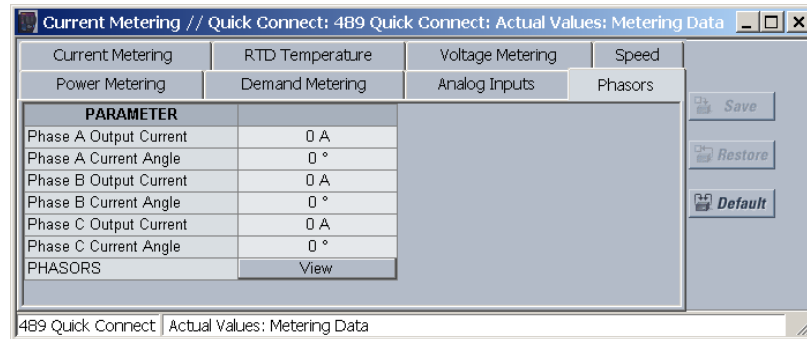 Current Metering // Quick Connect: 489 Quick Connect: Actual Values: Metering Data
Current Metering RTD Temperature Voltage Metering Speed
Power Metering Demand Metering Analog Inputs Phasors
PARAMETER
Phase A Output Current 0 A
Phase A Current Angle 0 °
Phase B Output Current 0 A
Phase B Current Angle 0 °
Phase C Output Current 0 A
Phase C Current Angle 0 °
PHASORS View
Save
Restore
Default
489 Quick Connect Actual Values: Metering Data